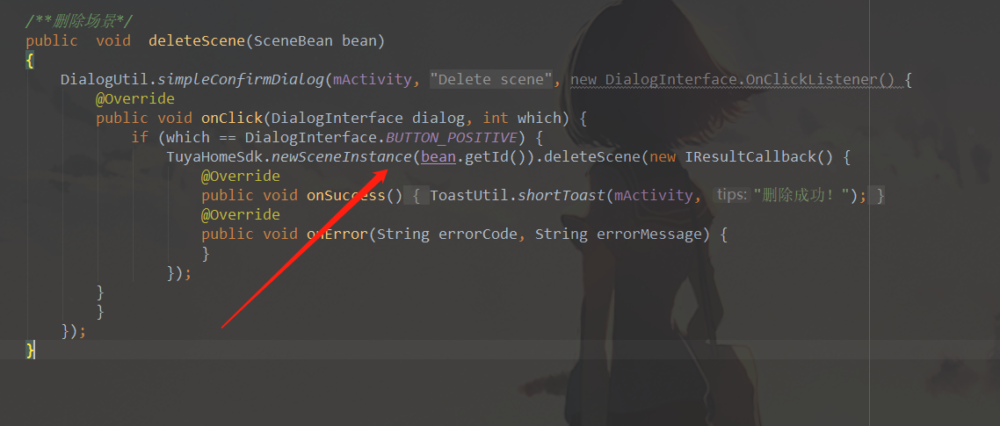 /**删除场景*/
public  void  deleteScene(SceneBean bean)
{
    DialogUtil.simpleConfirmDialog(mActivity, "Delete scene", new DialogInterface.OnClickListener() {
        @Override
        public void onClick(DialogInterface dialog, int which) {
            if (which == DialogInterface.BUTTON_POSITIVE) {
                TuyaHomeSdk.newSceneInstance(bean.getId()).deleteScene(new IResultCallback() {
                    @Override
                    public void onSuccess() { ToastUtil.shortToast(mActivity, tips: "删除成功！"); }
                    @Override
                    public void onError(String errorCode, String errorMessage) {
                    }
                });
        }
        }
    });
}